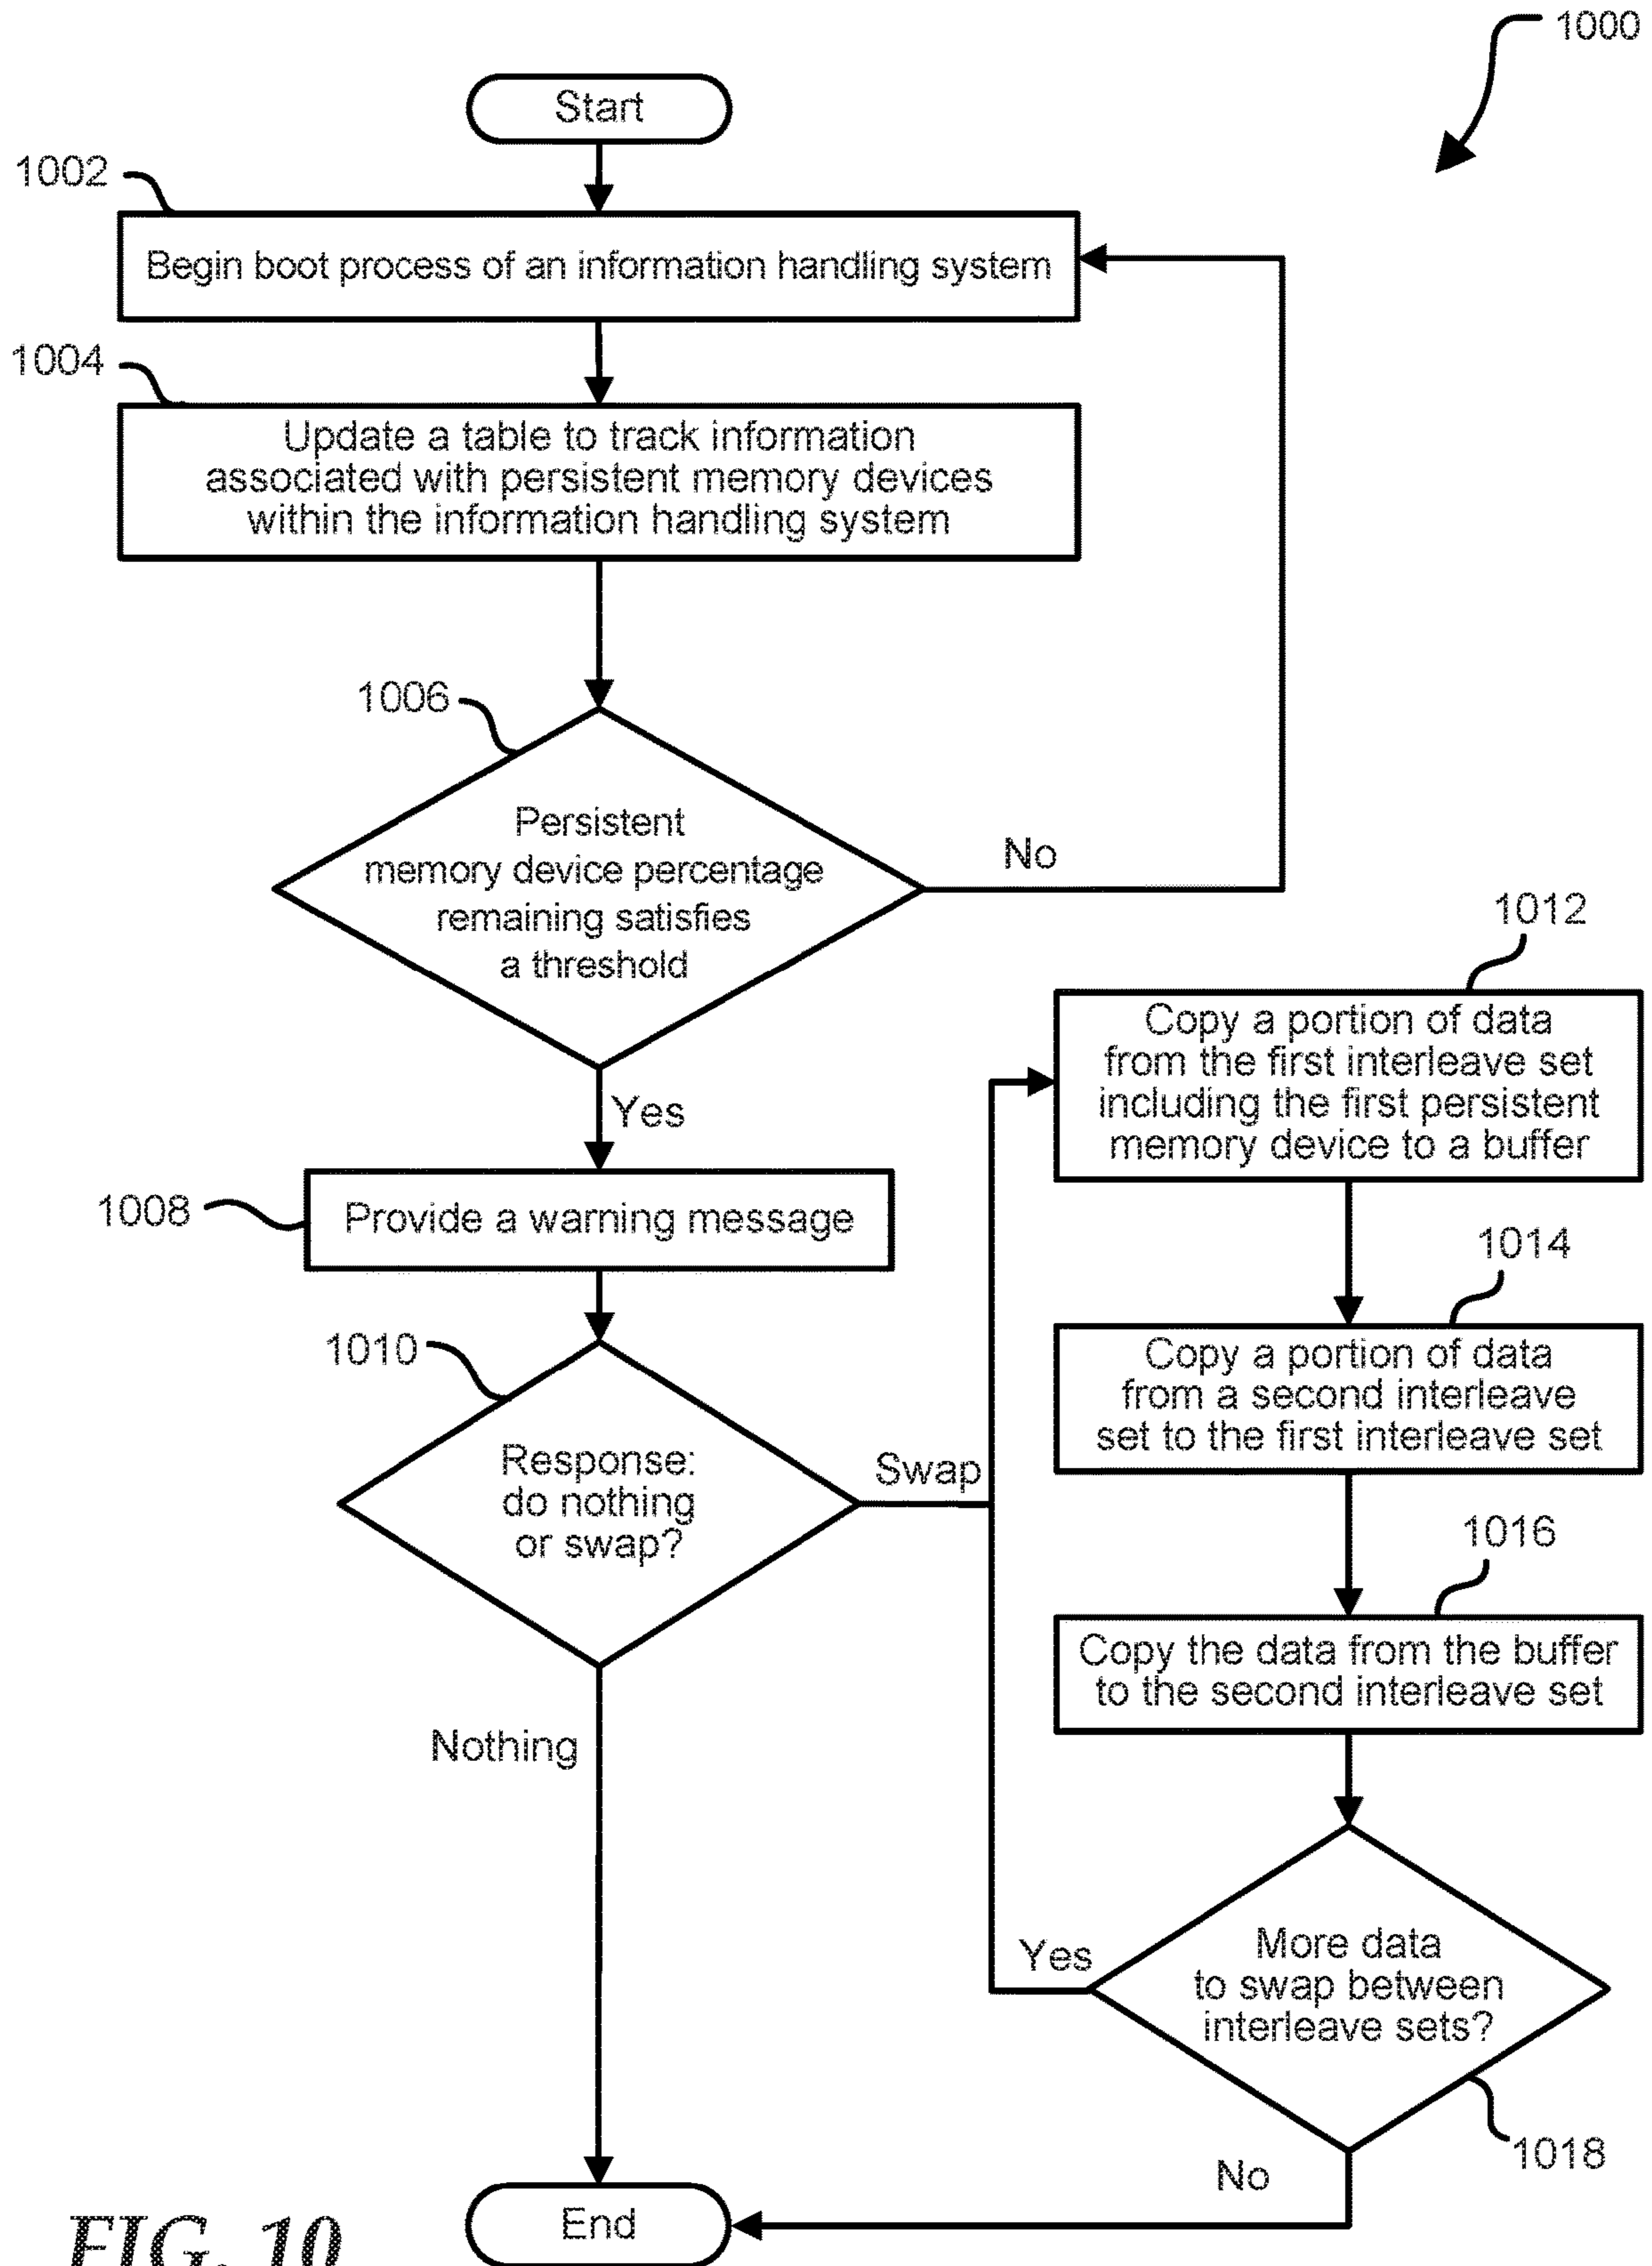 1000
Start
1002
Begin boot process of an information handling system
1004
Update a table to track information
associated with persistent memory devices
within the information handling system
1006
Persistent
memory device percentage
remaining satisfies
a threshold
No
Yes
1008
Provide a warning message
1010
Response:
do nothing
or swap?
Swap
Nothing
1012
Copy a portion of data
from the first interleave set
including the first persistent
memory device to a buffer
1014
Copy a portion of data
from a second interleave
set to the first interleave set
1016
Copy the data from the buffer
to the second interleave set
More data
to swap between
interleave sets?
Yes
1018
No
End
FIG. 10